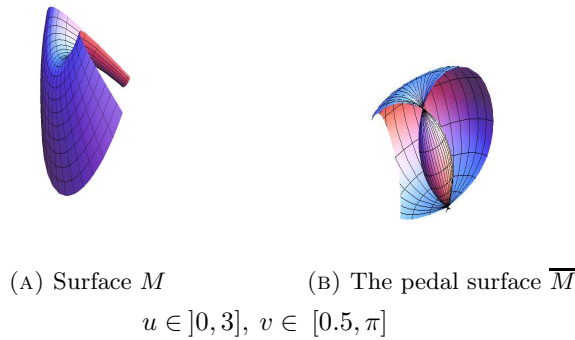 (A) Surface M
(B) The pedal surface M̅
u ∈ ]0, 3], v ∈ [0.5, π]